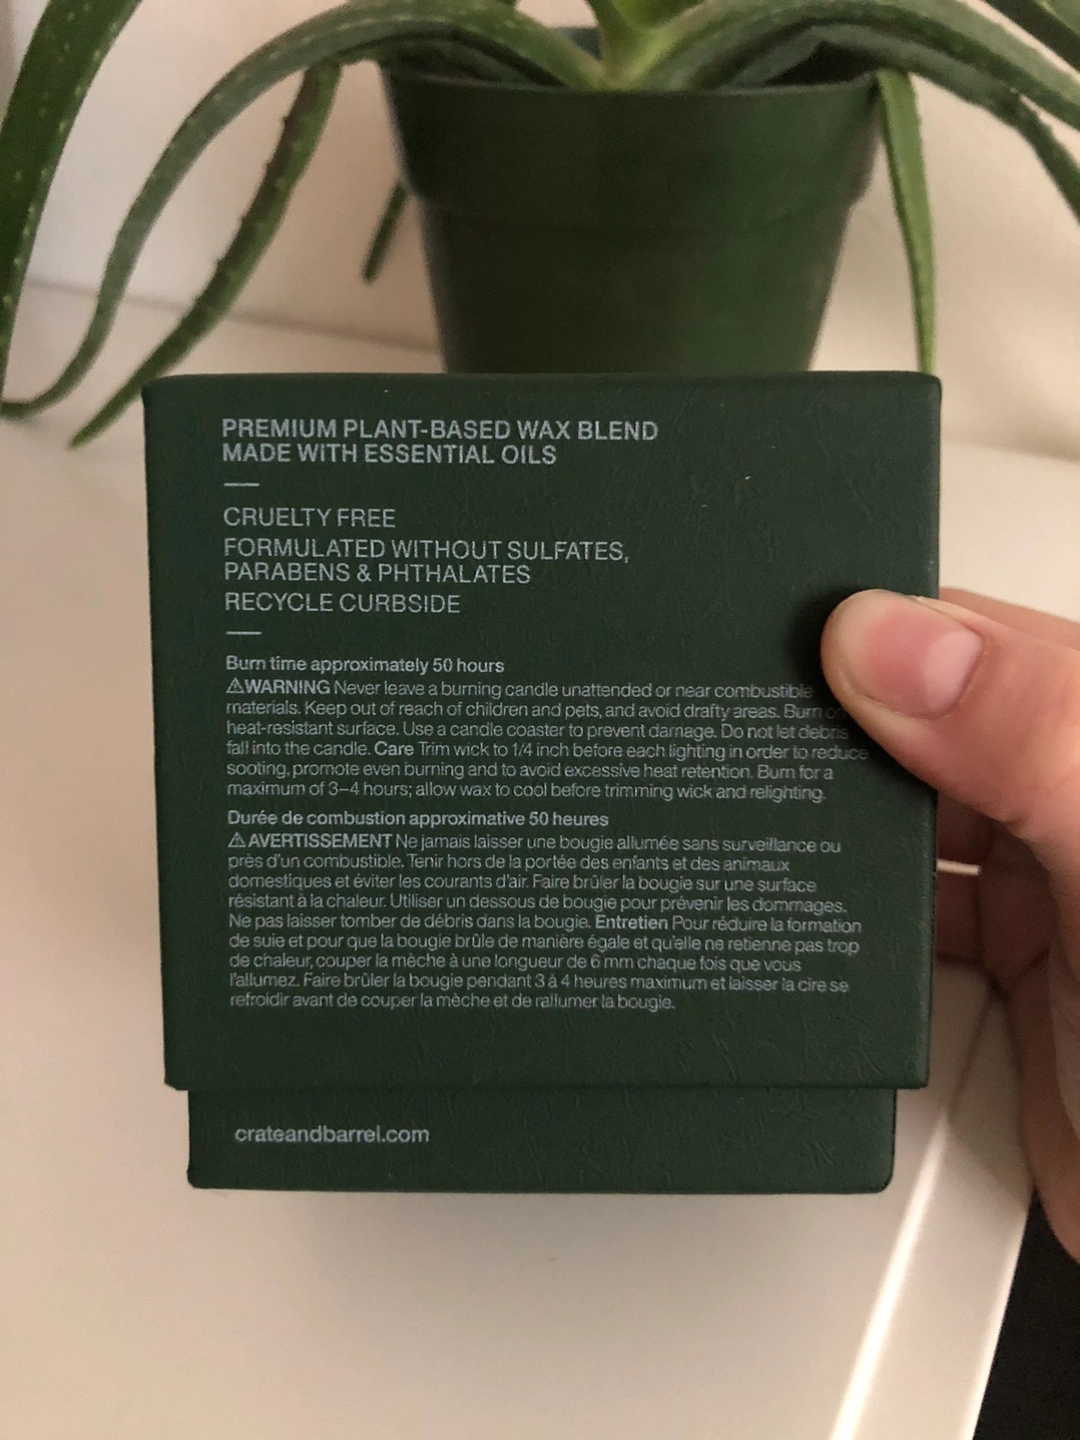 PREMIUM PLANT-BASED WAX BLEND
MADE WITH ESSENTIAL OILS
CRUELTY FREE
FORMULATED WITHOUT SULFATES,
PARABENS & PHTHALATES
RECYCLE CURBSIDE
Burn time approximately 50 hours
⚠WARNING Never leave a burning candle unattended or near combustible
materials. Keep out of reach of children and pets, and avoid drafty areas. Burn on
heat-resistant surface. Use a candle coaster to prevent damage. Do not let debris
fall into the candle. Care Trim wick to 1/4 inch before each lighting in order to reduce
sooting, promote even burning and to avoid excessive heat retention. Burn for a
maximum of 3–4 hours; allow wax to cool before trimming wick and relighting.
Durée de combustion approximative 50 heures
⚠AVERTISSEMENT Ne jamais laisser une bougie allumée sans surveillance ou
près d'un combustible. Tenir hors de la portée des enfants et des animaux
domestiques et éviter les courants d'air. Faire brûler la bougie sur une surface
résistant à la chaleur. Utiliser un dessous de bougie pour prévenir les dommages.
Ne pas laisser tomber de débris dans la bougie. Entretien Pour réduire la formation
de suie et pour que la bougie brûle de manière égale et qu'elle ne retienne pas trop
de chaleur, couper la mèche à une longueur de 6 mm chaque fois que vous
l'allumez. Faire brûler la bougie pendant 3 à 4 heures maximum et laisser la cire se
refroidir avant de couper la mèche et de rallumer la bougie.
crateandbarrel.com